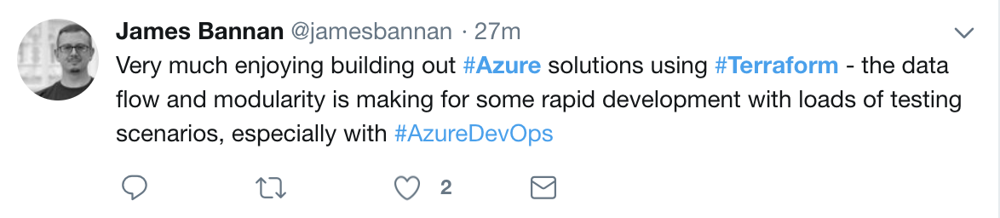 James Bannan @jamesbannan · 27m
Very much enjoying building out #Azure solutions using #Terraform - the data
flow and modularity is making for some rapid development with loads of testing
scenarios, especially with #AzureDevOps
2